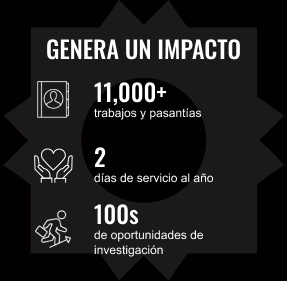 GENERA UN IMPACTO
11,000+
trabajos y pasantías
2
días de servicio al año
100s
de oportunidades de
investigación